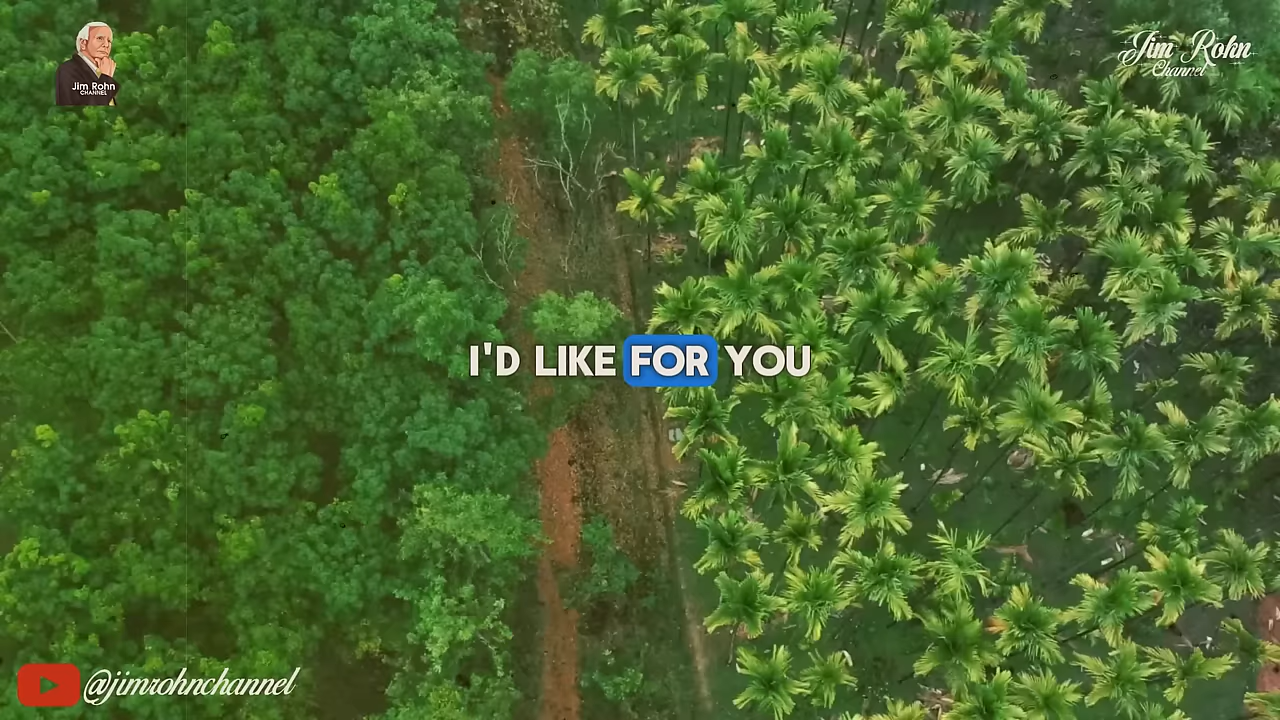 Jim Rohn
CHANNEL
Jim Rohn
Channel
I'D LIKE FOR YOU
@jimrohnchannel